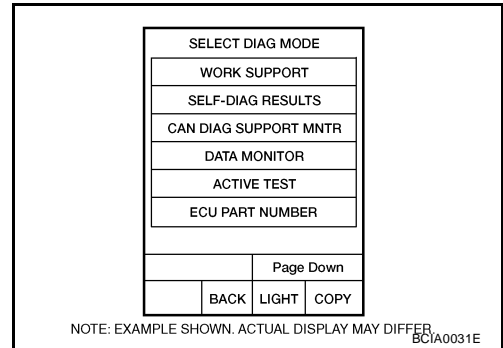 SELECT DIAG MODE
WORK SUPPORT
SELF-DIAG RESULTS
CAN DIAG SUPPORT MNTR
DATA MONITOR
ACTIVE TEST
ECU PART NUMBER
Page Down
BACK LIGHT COPY
NOTE: EXAMPLE SHOWN. ACTUAL DISPLAY MAY DIFFER.
BCIA0031E